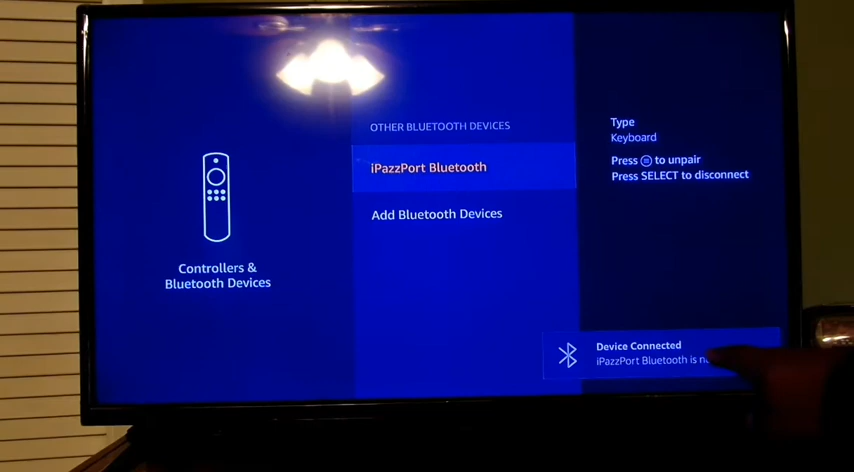 Controllers &
Bluetooth Devices
OTHER BLUETOOTH DEVICES
iPazzPort Bluetooth
Add Bluetooth Devices
Type
Keyboard
Press to unpair
Press SELECT to disconnect
Device Connected
iPazzPort Bluetooth is